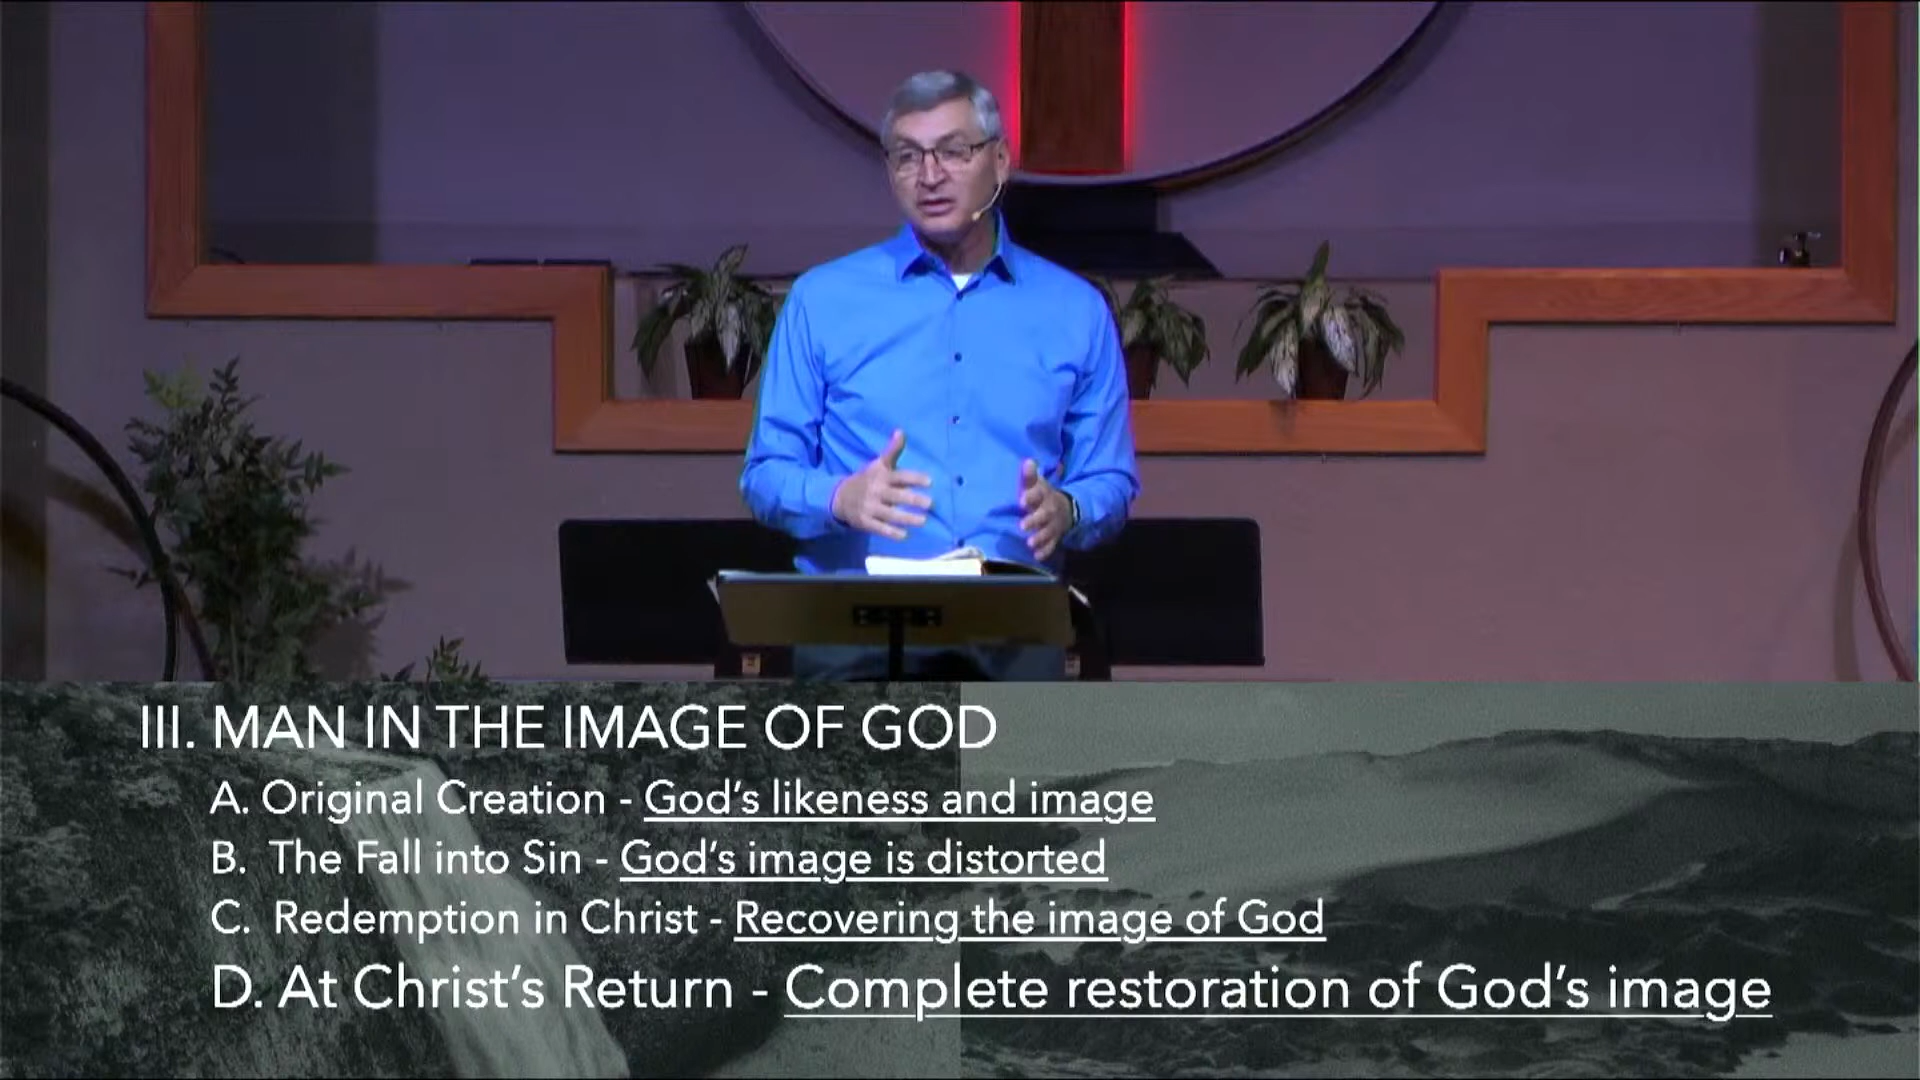 III. MAN IN THE IMAGE OF GOD
A. Original Creation - God's likeness and image
B. The Fall into Sin - God's image is distorted
C. Redemption in Christ - Recovering the image of God
D. At Christ's Return - Complete restoration of God's image